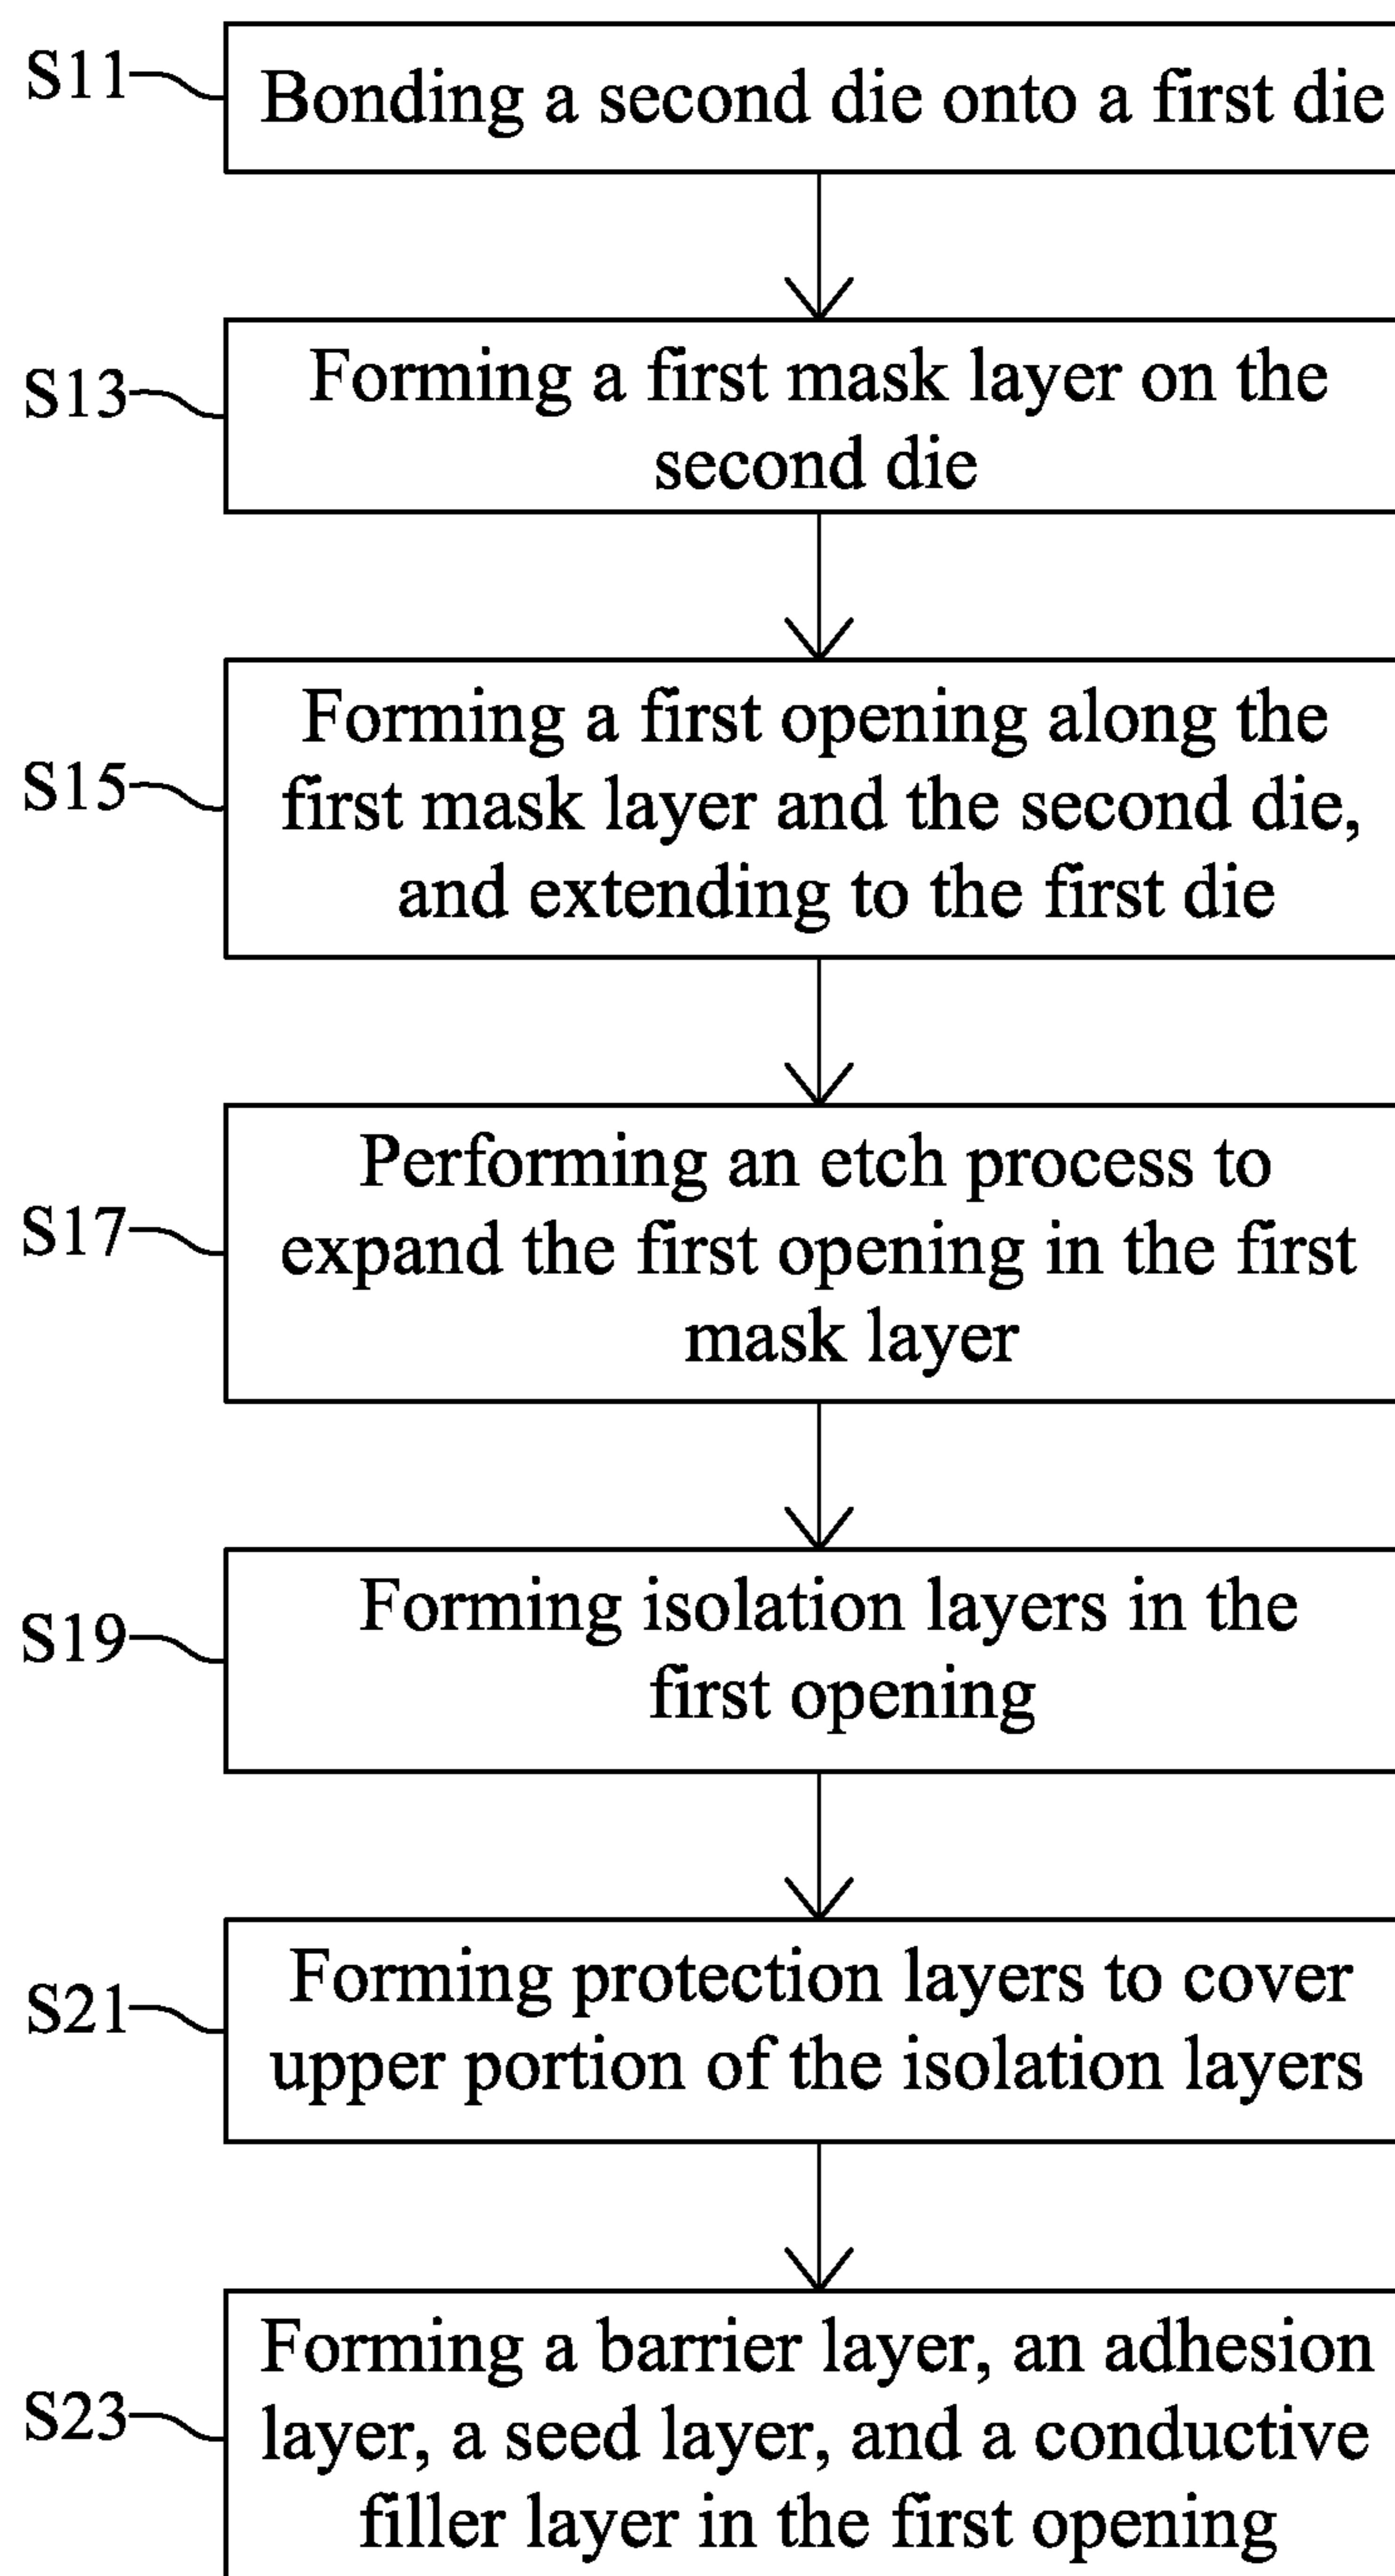 S11
Bonding a second die onto a first die
S13
Forming a first mask layer on the
second die
S15
Forming a first opening along the
first mask layer and the second die,
and extending to the first die
S17
Performing an etch process to
expand the first opening in the first
mask layer
S19
Forming isolation layers in the
first opening
S21
Forming protection layers to cover
upper portion of the isolation layers
S23
Forming a barrier layer, an adhesion
layer, a seed layer, and a conductive
filler layer in the first opening